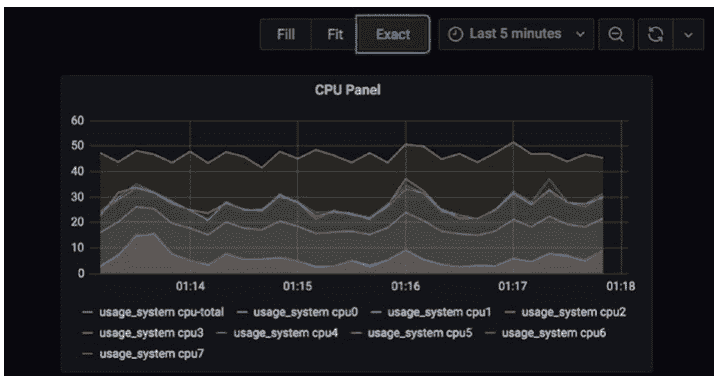 Fill Fit Exact Last 5 minutes
CPU Panel
60
50
40
30
20
10
0
01:14 01:15 01:16 01:17 01:18
usage_system cpu-total usage_system cpu0 usage_system cpu1 usage_system cpu2
usage_system cpu3 usage_system cpu4 usage_system cpu5 usage_system cpu6
usage_system cpu7